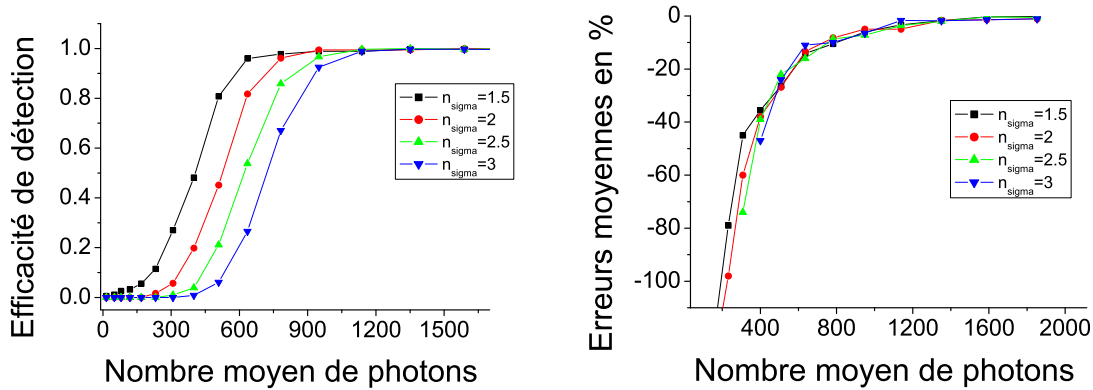 Efficacité de détection
1.0
0.8
0.6
0.4
0.2
0.0
0
300
600
900
1200
1500
Nombre moyen de photons
nsigma=1.5
nsigma=2
nsigma=2.5
nsigma=3
Erreurs moyennes en %
0
-20
-40
-60
-80
-100
400
800
1200
1600
2000
Nombre moyen de photons
nsigma=1.5
nsigma=2
nsigma=2.5
nsigma=3